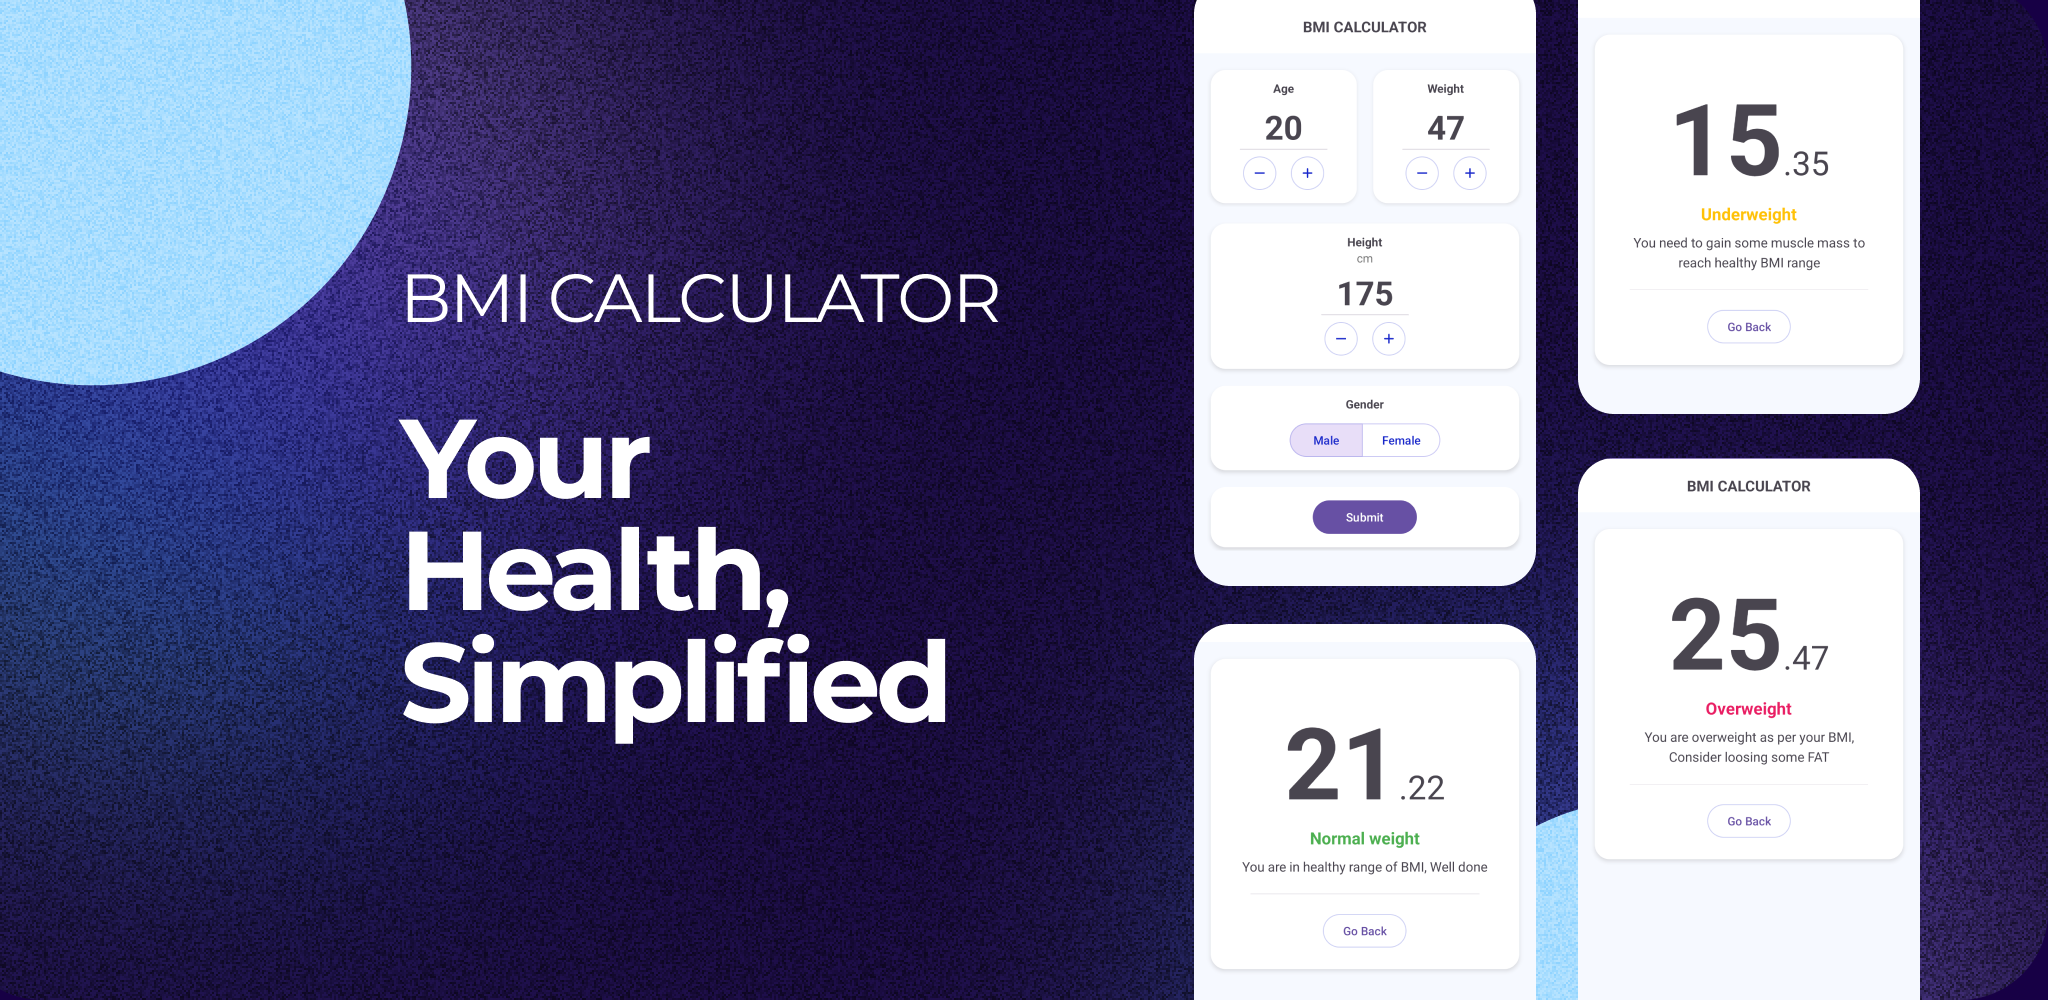 BMI CALCULATOR
Your
Health,
Simplified
BMI CALCULATOR
Age
20
− +
Weight
47
− +
Height
cm
175
− +
Gender
Male Female
Submit
21.22
Normal weight
You are in healthy range of BMI, Well done
Go Back
15.35
Underweight
You need to gain some muscle mass to
reach healthy BMI range
Go Back
BMI CALCULATOR
25.47
Overweight
You are overweight as per your BMI,
Consider loosing some FAT
Go Back